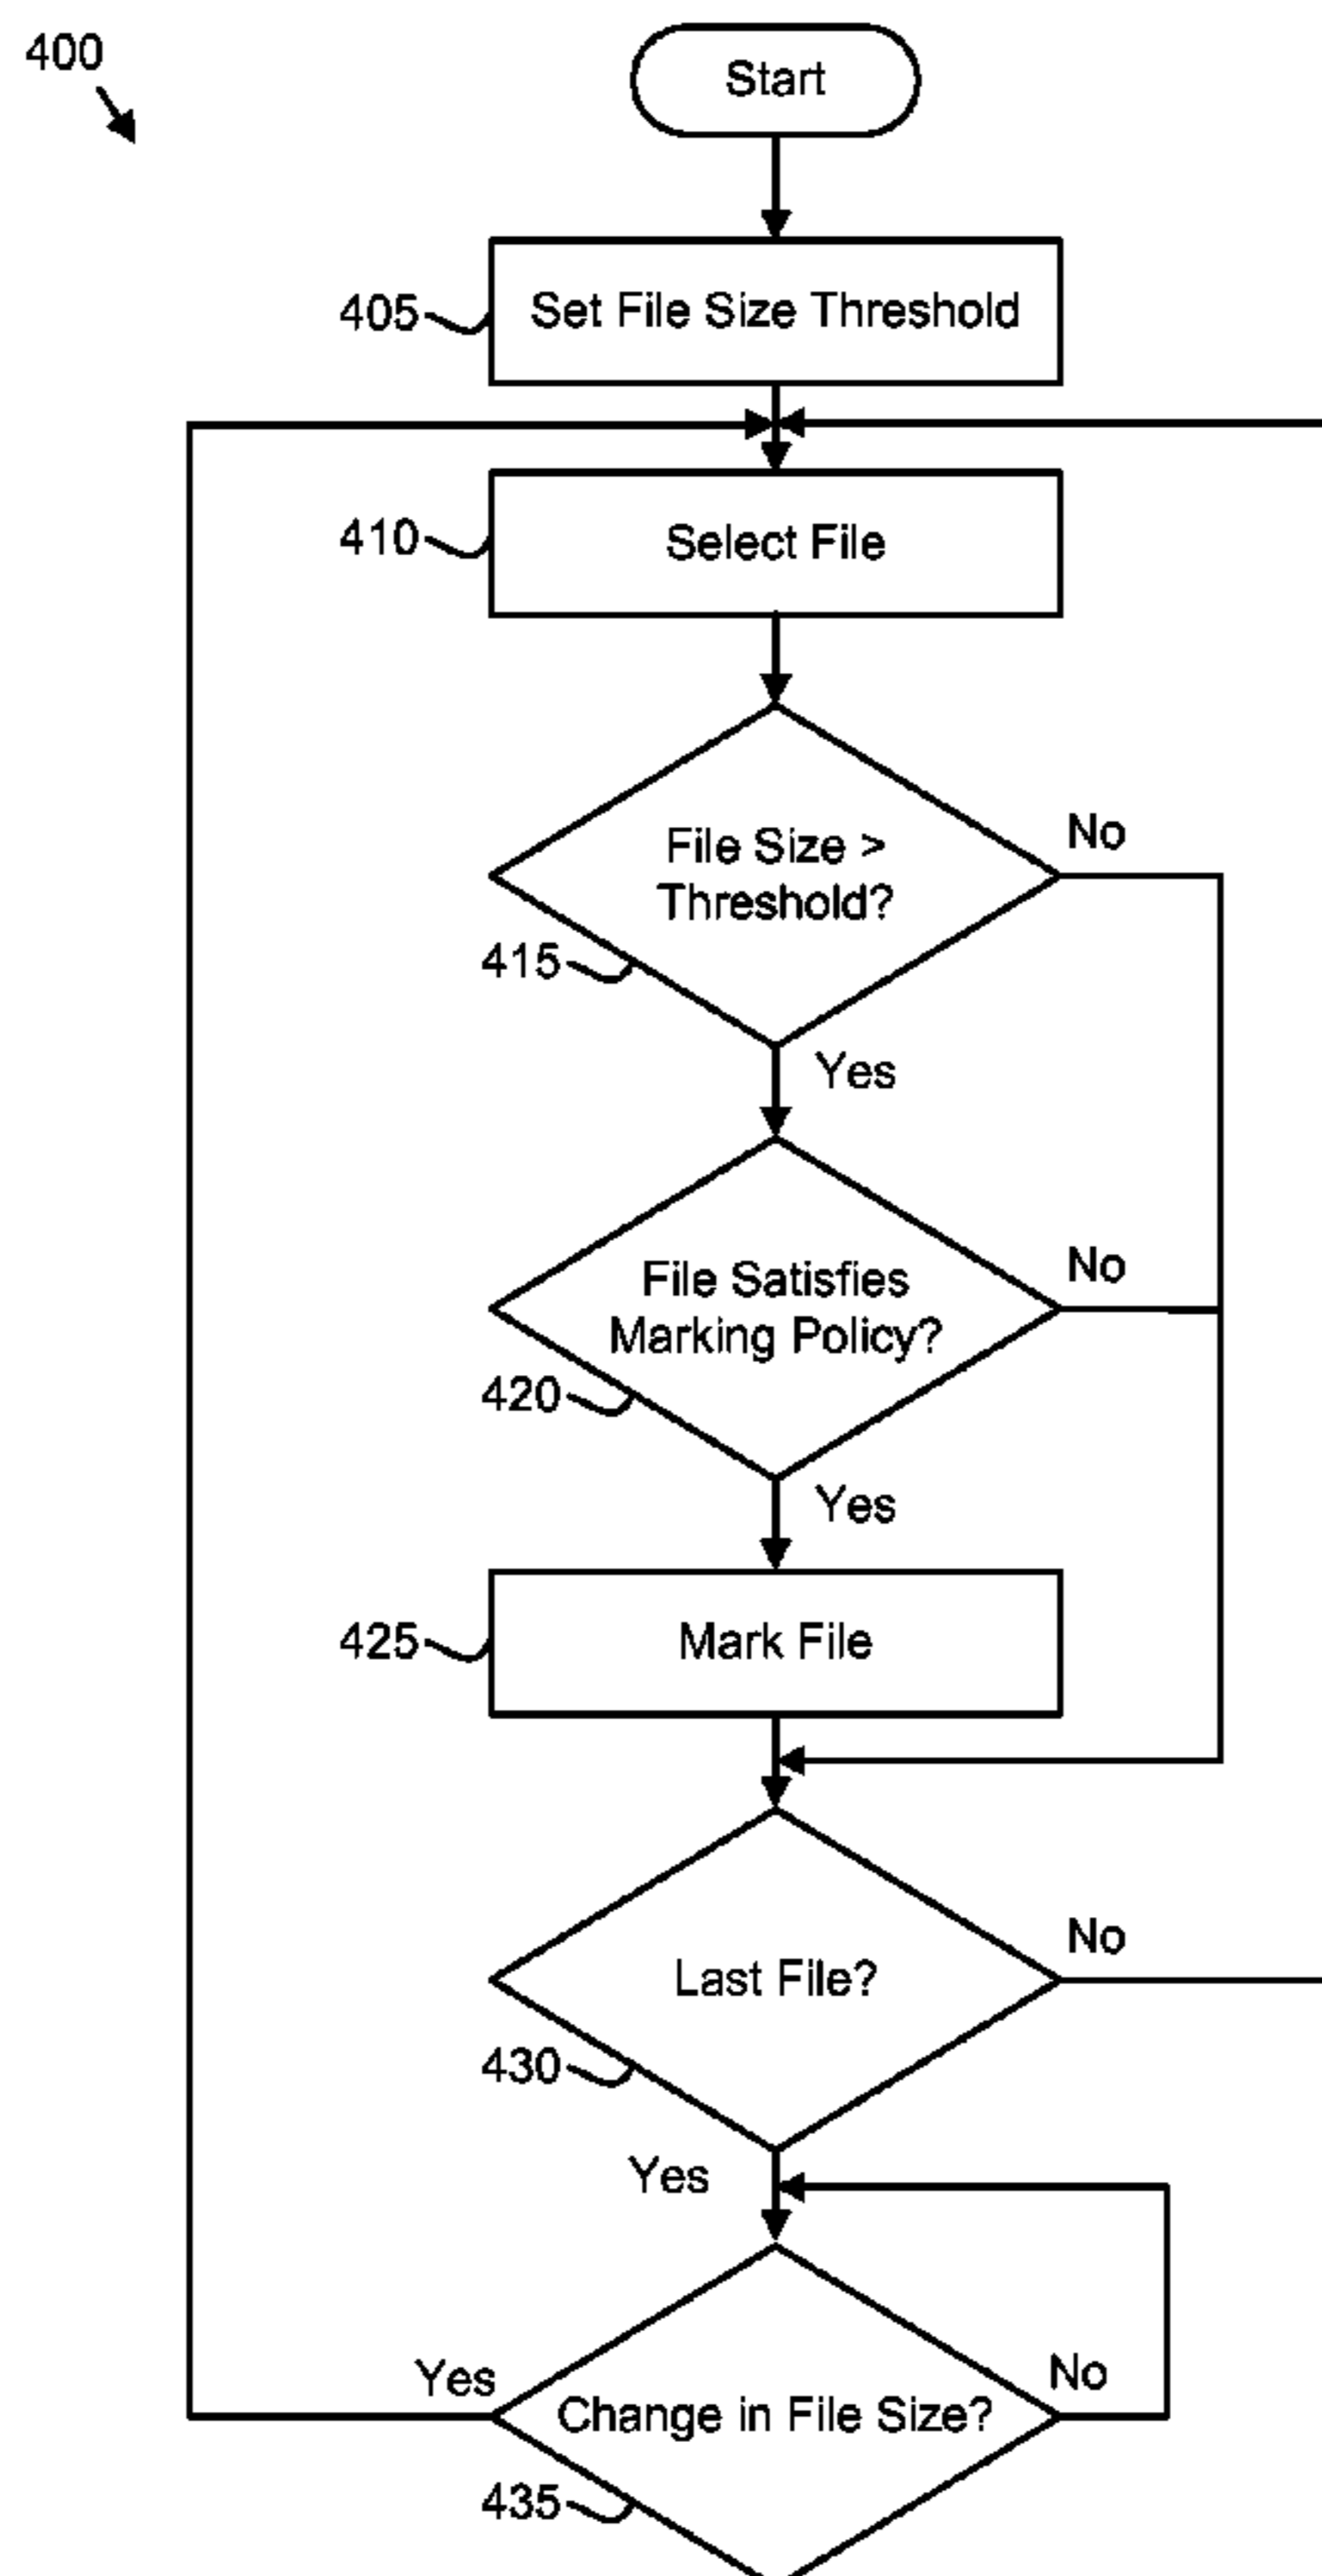 400
Start
405
Set File Size Threshold
410
Select File
File Size >
Threshold?
No
415
Yes
File Satisfies
Marking Policy?
No
420
Yes
425
Mark File
Last File?
No
430
Yes
Yes
Change in File Size?
No
435